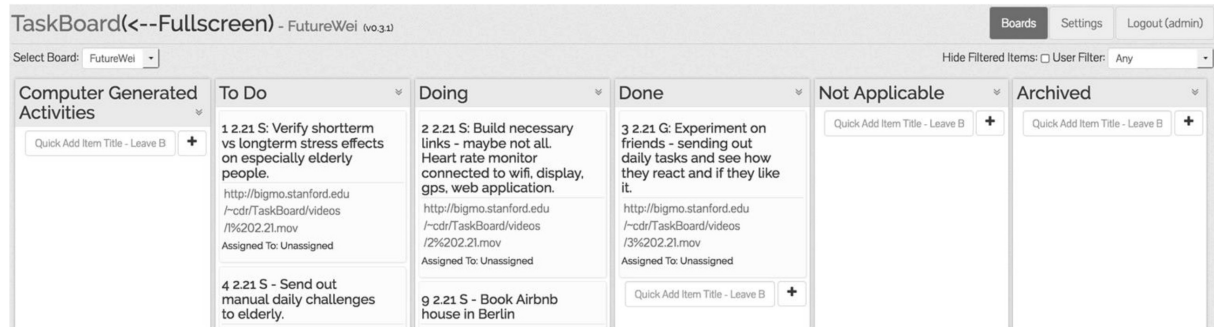 TaskBoard(<--Fullscreen) - FutureWei (v0.3.1)
Boards
Settings
Logout (admin)
Select Board: FutureWei
Hide Filtered Items: User Filter: Any
Computer Generated
Activities
Quick Add Item Title - Leave B
To Do
1 2.21 S: Verify shortterm
vs longterm stress effects
on especially elderly
people.
http://bigmo.stanford.edu
/~cdr/TaskBoard/videos
/1%202.21.mov
Assigned To: Unassigned
4 2.21 S - Send out
manual daily challenges
to elderly.
Doing
2 2.21 S: Build necessary
links - maybe not all.
Heart rate monitor
connected to wifi, display,
gps, web application.
http://bigmo.stanford.edu
/~cdr/TaskBoard/videos
/2%202.21.mov
Assigned To: Unassigned
9 2.21 S - Book Airbnb
house in Berlin
Done
3 2.21 G: Experiment on
friends - sending out
daily tasks and see how
they react and if they like
it.
http://bigmo.stanford.edu
/~cdr/TaskBoard/videos
/3%202.21.mov
Assigned To: Unassigned
Quick Add Item Title - Leave B
Not Applicable
Quick Add Item Title - Leave B
Archived
Quick Add Item Title - Leave B